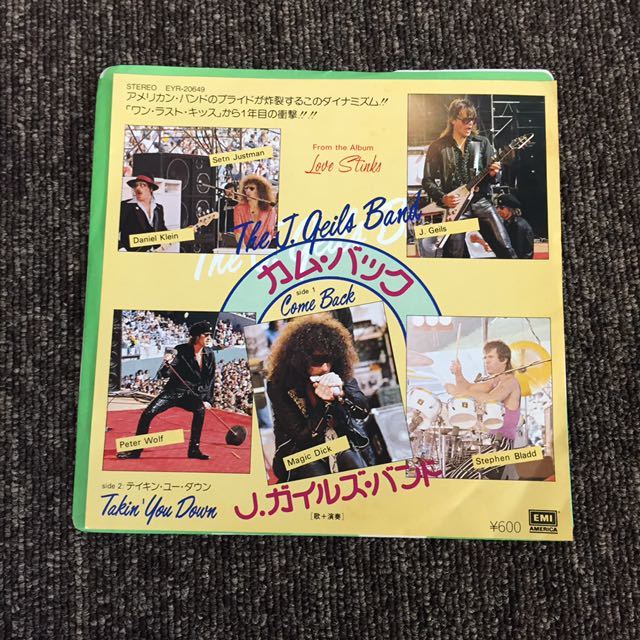 STEREO EYR-20649
アメリカン・バンドのプライドが炸裂するこのダイナミズム!!
「ワン・ラスト・キッス」から1年目の衝撃!!!
Setn Justman
From the Album
Love Stinks
Daniel Klein
J. Geils
The J. Geils Band
The J. Geils Band
カム・バック
side 1
Come Back
Peter Wolf
Magic Dick
Stephen Bladd
side 2: テイキン・ユー・ダウン
Takin' You Down
J.ガイルズ・バンド
[歌+演奏]
¥600
EMI
AMERICA